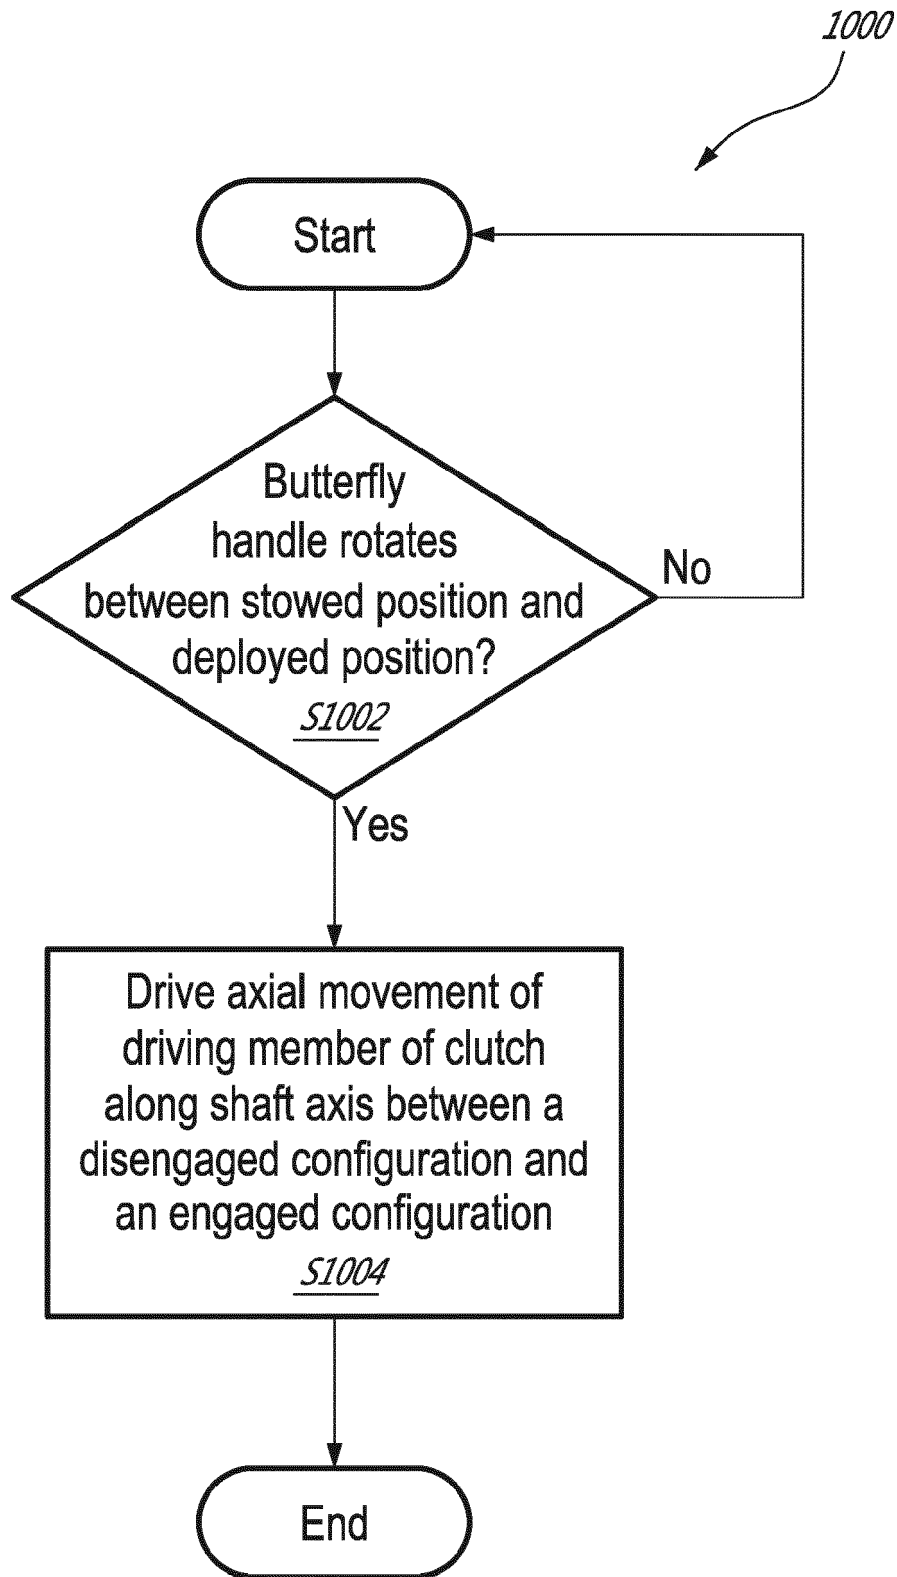 1000
Start
Butterfly
handle rotates
between stowed position and
deployed position?
S1002
No
Yes
Drive axial movement of
driving member of clutch
along shaft axis between a
disengaged configuration and
an engaged configuration
S1004
End